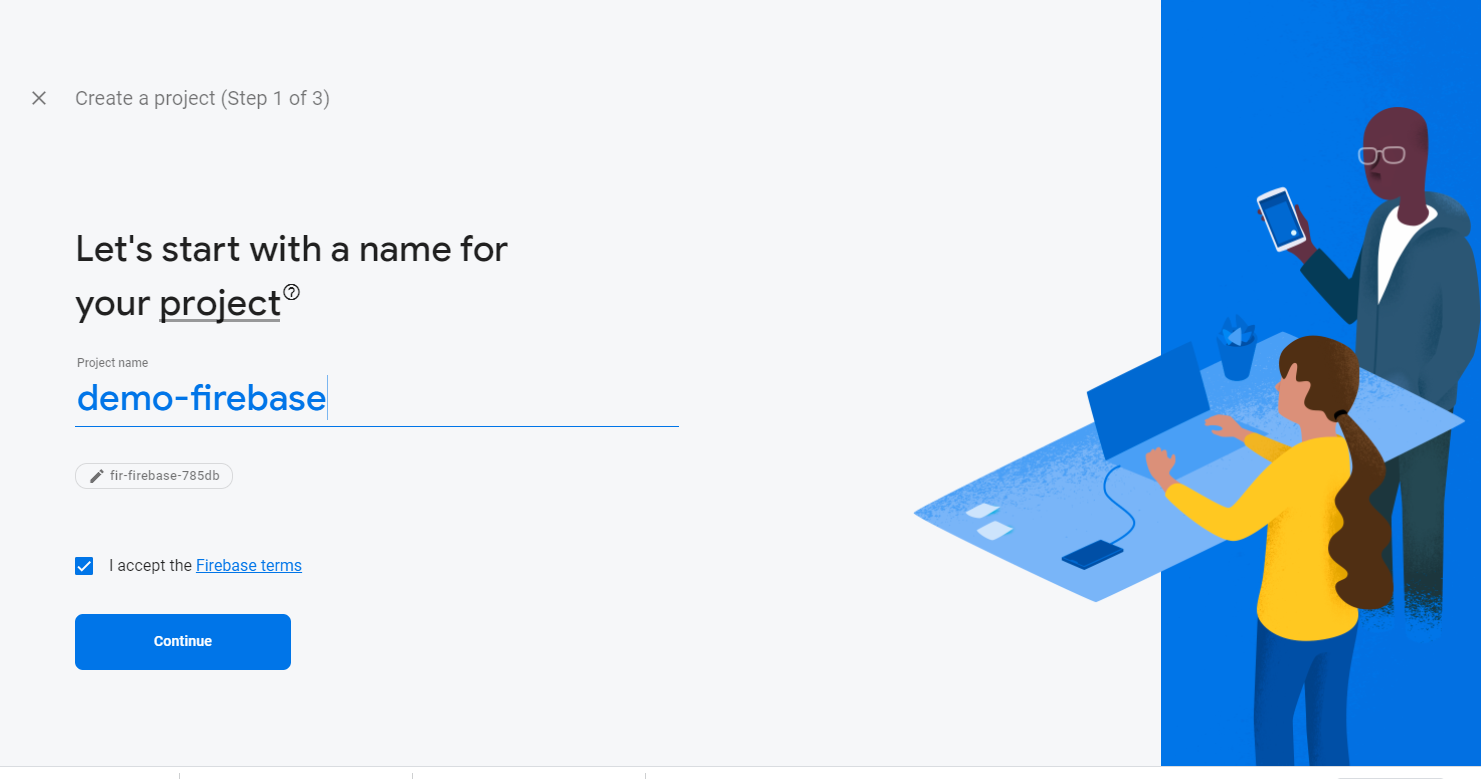 Create a project (Step 1 of 3)
Let's start with a name for
your project
Project name
demo-firebase
fir-firebase-785db
I accept the Firebase terms
Continue